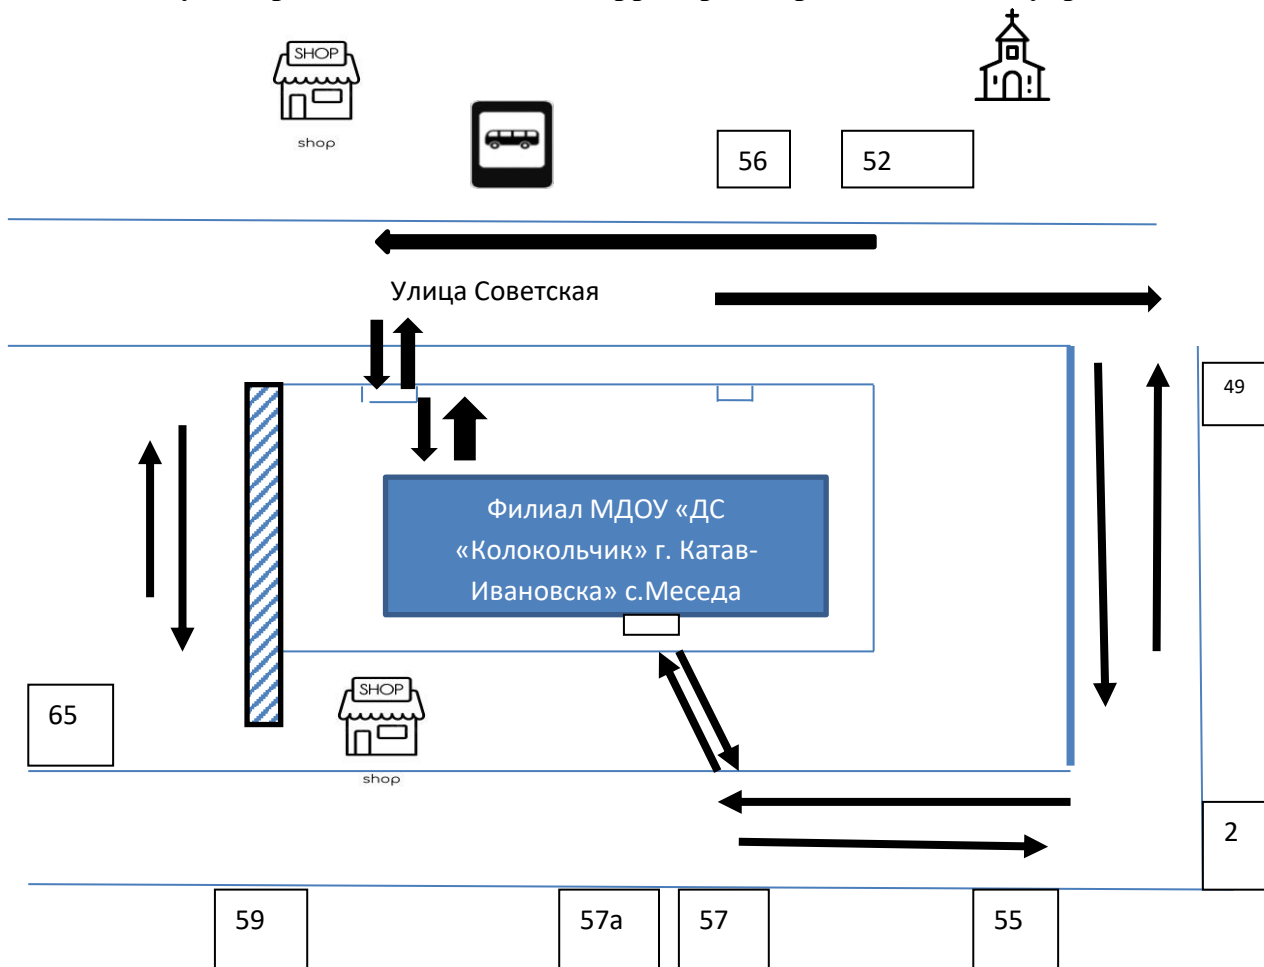 SHOP
shop
56
52
Улица Советская
49
Филиал МДОУ «ДС
«Колокольчик» г. Катав-
Ивановска» с.Меседа
65
SHOP
shop
2
59
57а
57
55